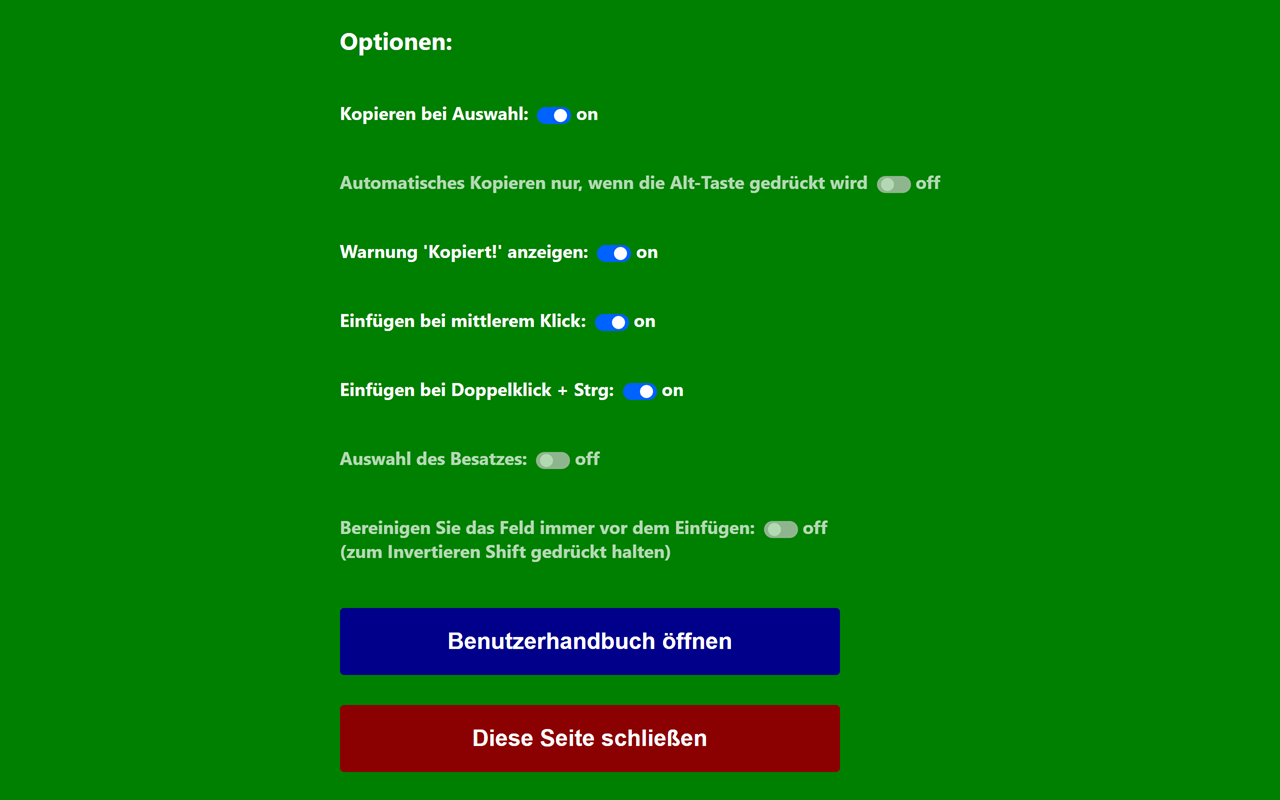 Optionen:
Kopieren bei Auswahl: on
Automatisches Kopieren nur, wenn die Alt-Taste gedrückt wird off
Warnung 'Kopiert!' anzeigen: on
Einfügen bei mittlerem Klick: on
Einfügen bei Doppelklick + Strg: on
Auswahl des Besatzes: off
Bereinigen Sie das Feld immer vor dem Einfügen: off
(zum Invertieren Shift gedrückt halten)
Benutzerhandbuch öffnen
Diese Seite schließen